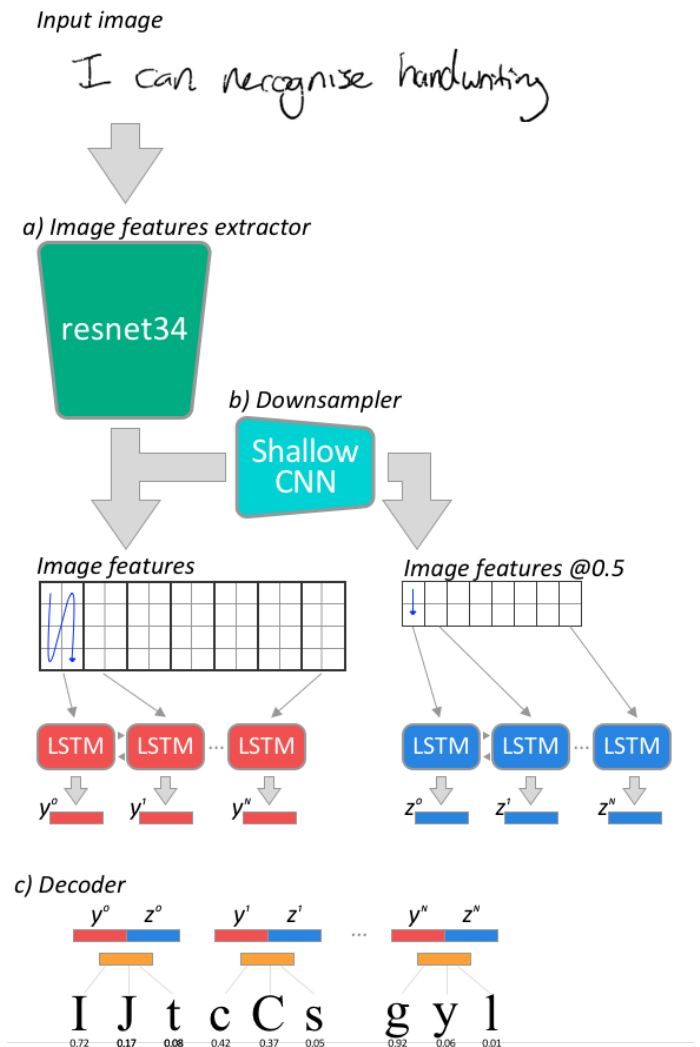 Input image
I can recognise handwriting
a) Image features extractor
resnet34
b) Downsampler
Shallow
CNN
Image features
Image features @0.5
LSTM LSTM ... LSTM
LSTM LSTM ... LSTM
y⁰ y¹ yᴺ
z⁰ z¹ zᴺ
c) Decoder
y⁰ z⁰ y¹ z¹ ... yᴺ zᴺ
I J t c C s g y l
0.72 0.17 0.08 0.42 0.37 0.05 0.92 0.06 0.01